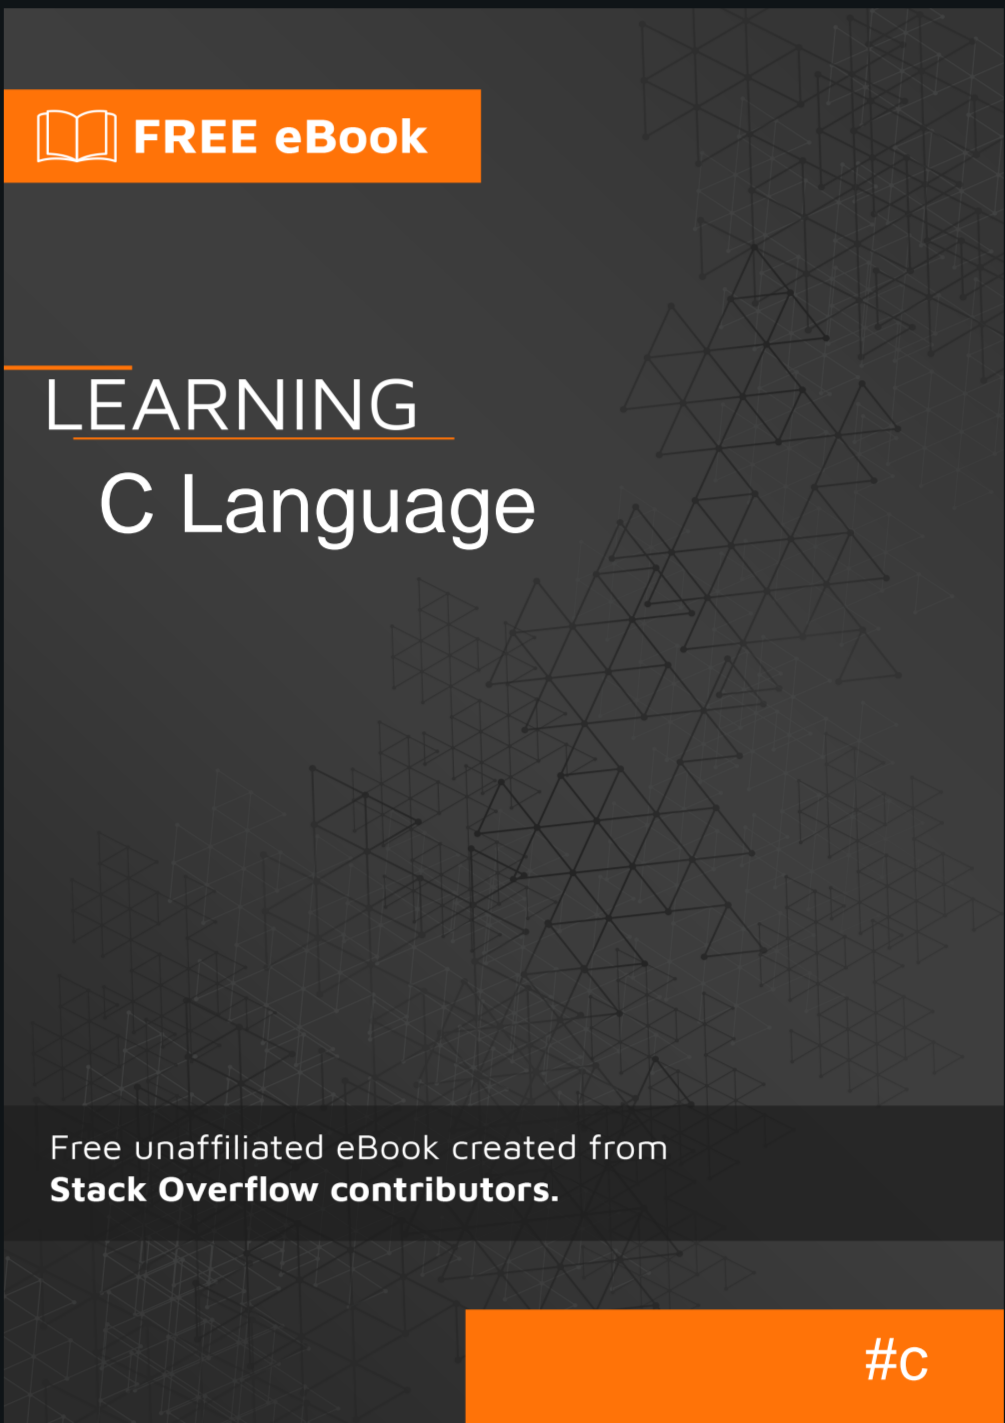 FREE eBook
LEARNING
C Language
Free unaffiliated eBook created from
Stack Overflow contributors.
#c